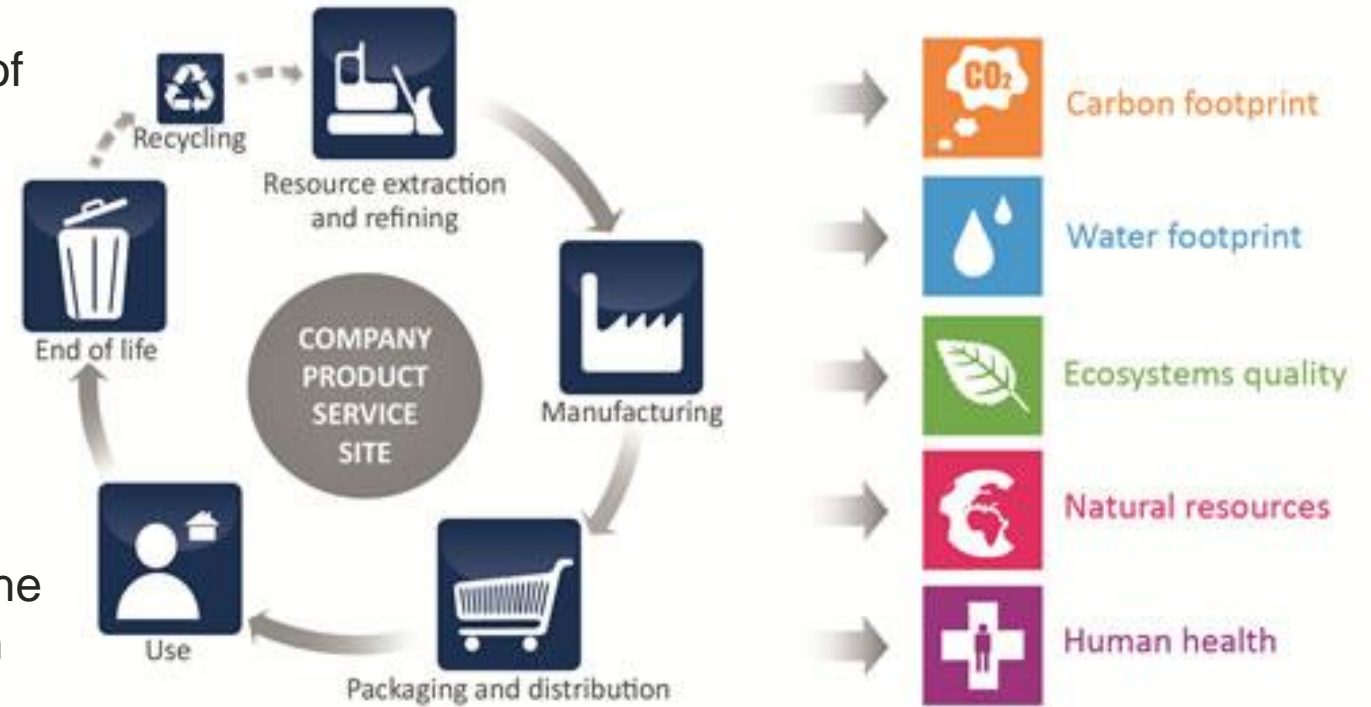 of
Recycling
Resource extraction
and refining
Manufacturing
Packaging and distribution
Use
End of life
COMPANY
PRODUCT
SERVICE
SITE
CO₂
Carbon footprint
Water footprint
Ecosystems quality
Natural resources
Human health